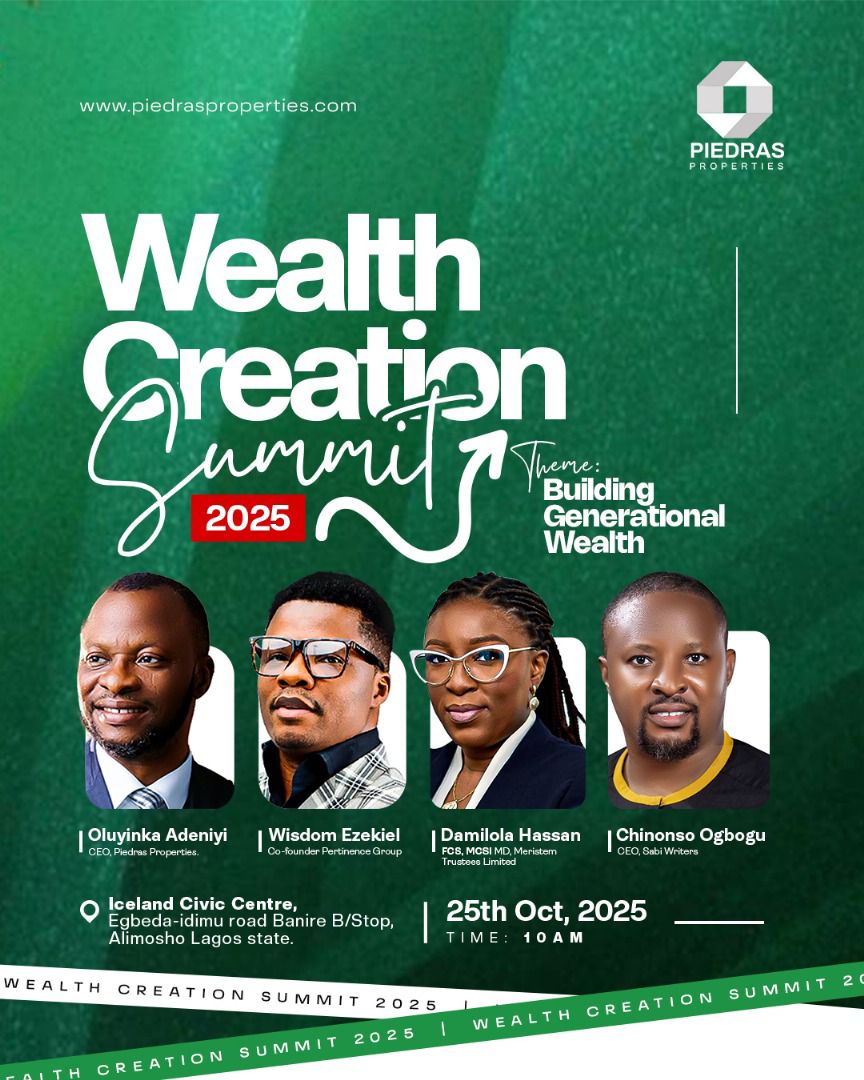 www.piedrasproperties.com
PIEDRAS
PROPERTIES
Wealth
Creation
Summit
2025
Theme:
Building
Generational
Wealth
Oluyinka Adeniyi
CEO, Piedras Properties.
Wisdom Ezekiel
Co-founder Pertinence Group
Damilola Hassan
FCS, MCSI MD, Meristem
Trustees Limited
Chinonso Ogbogu
CEO, Sabi Writers
Iceland Civic Centre,
Egbeda-idimu road Banire B/Stop,
Alimosho Lagos state.
25th Oct, 2025
TIME: 10AM
WEALTH CREATION SUMMIT 2025 |
EALTH CREATION SUMMIT 2025 | WEALTH CREATION SUMMIT 20